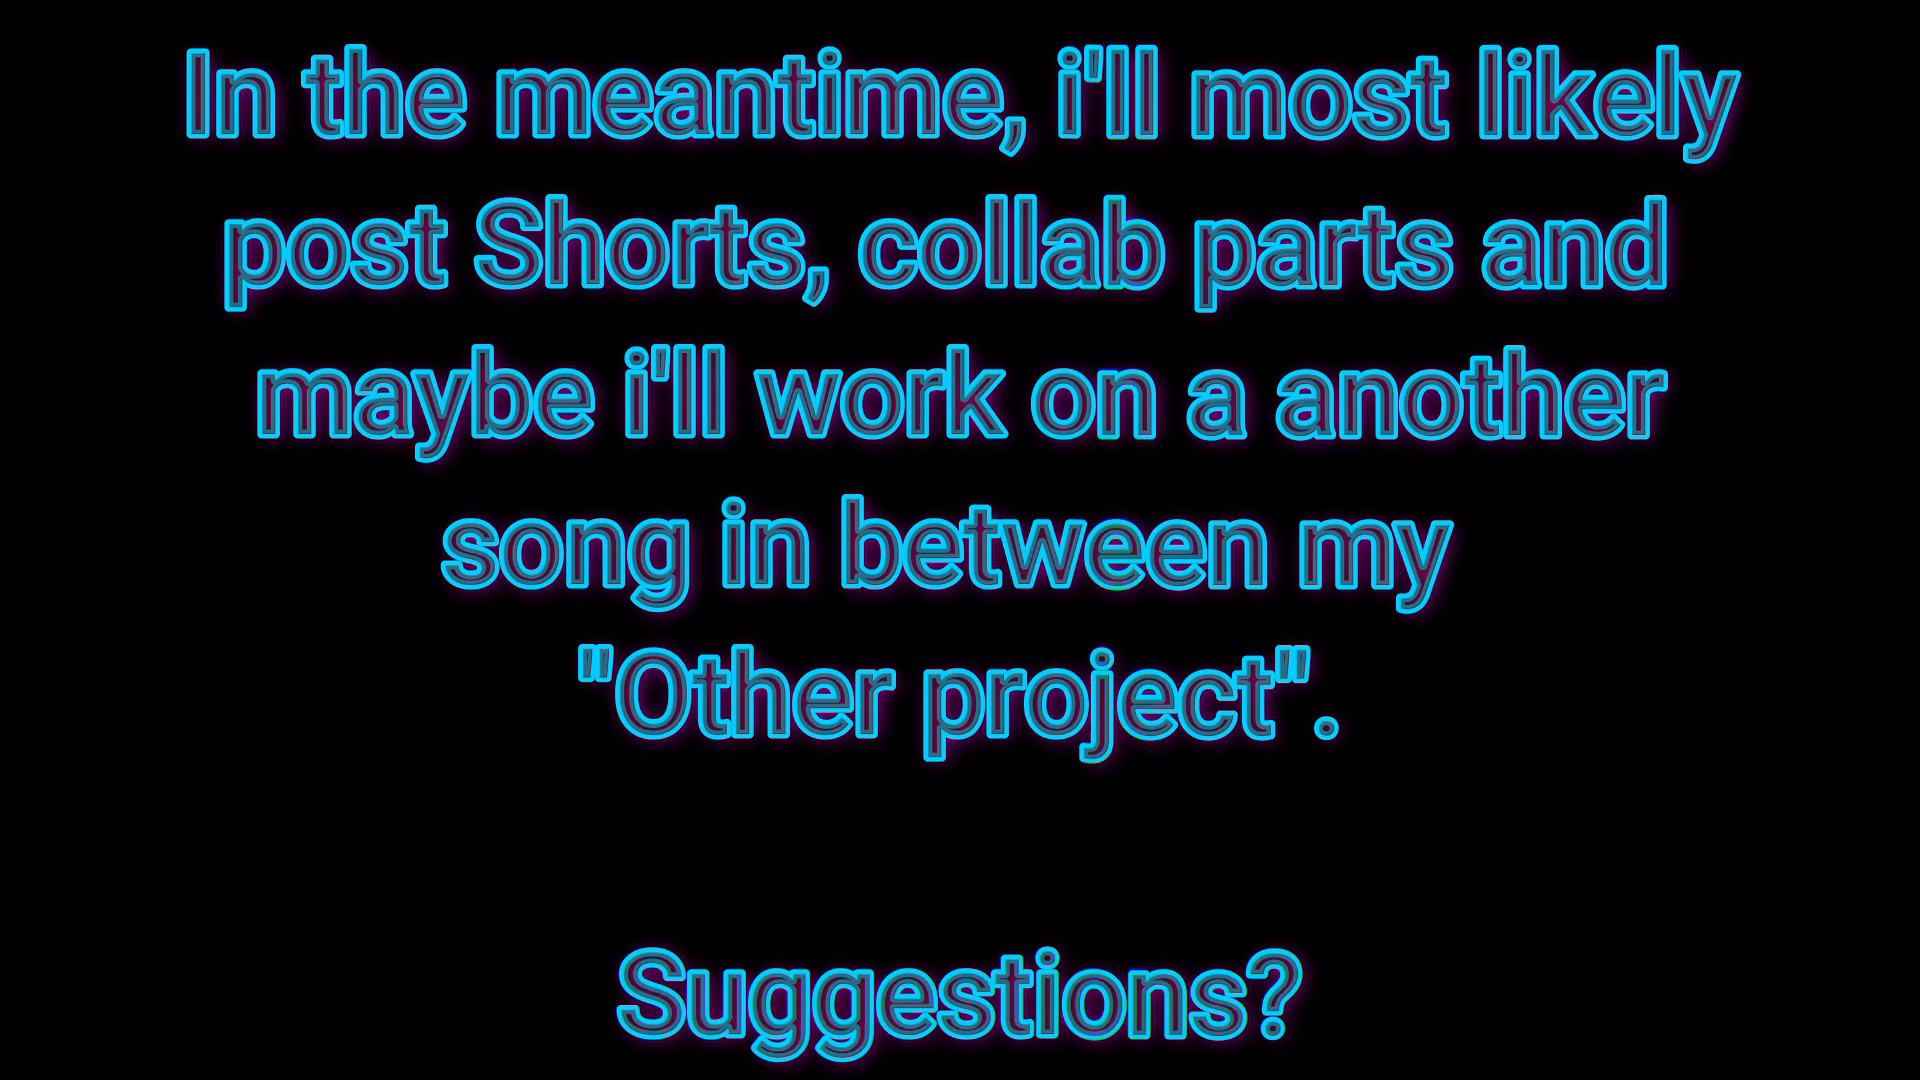 In the meantime, i'll most likely
post Shorts, collab parts and
maybe i'll work on a another
song in between my
"Other project".
Suggestions?